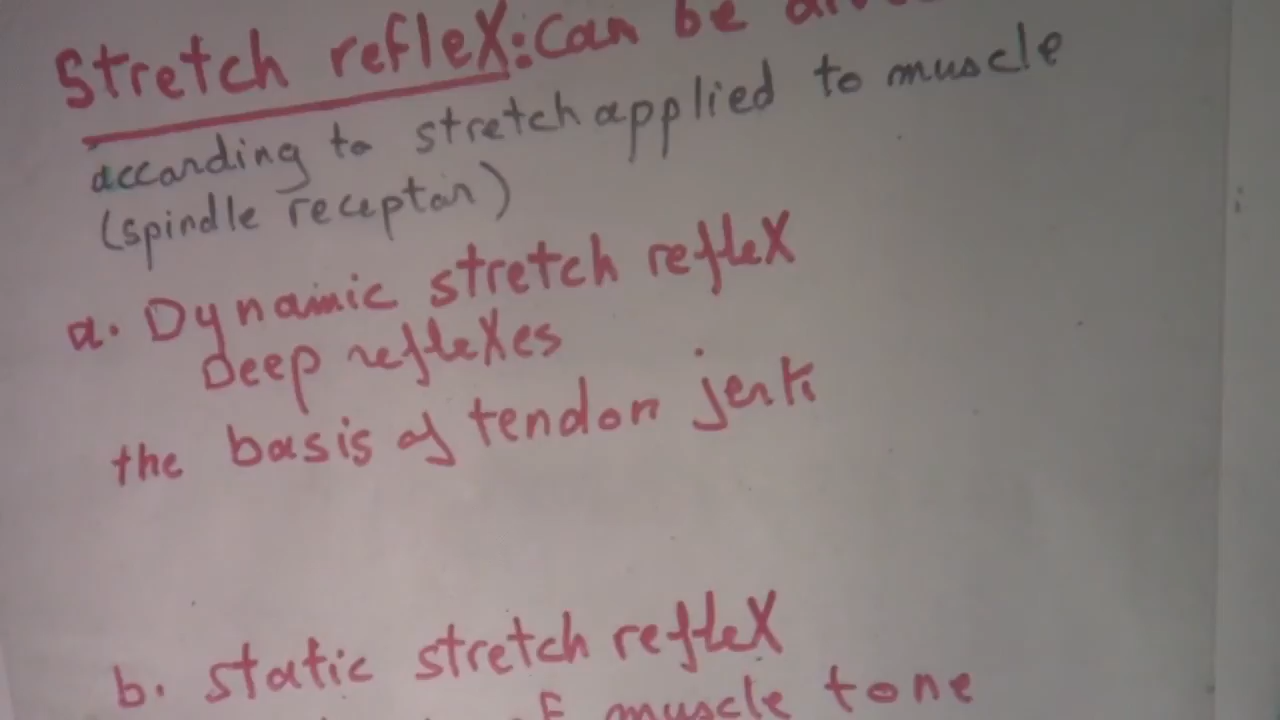 Stretch reflex: can be
according to stretch applied to muscle
(spindle receptor)
a. Dynamic stretch reflex
Deep reflexes
the basis of tendon jerk
b. static stretch reflex
of muscle tone